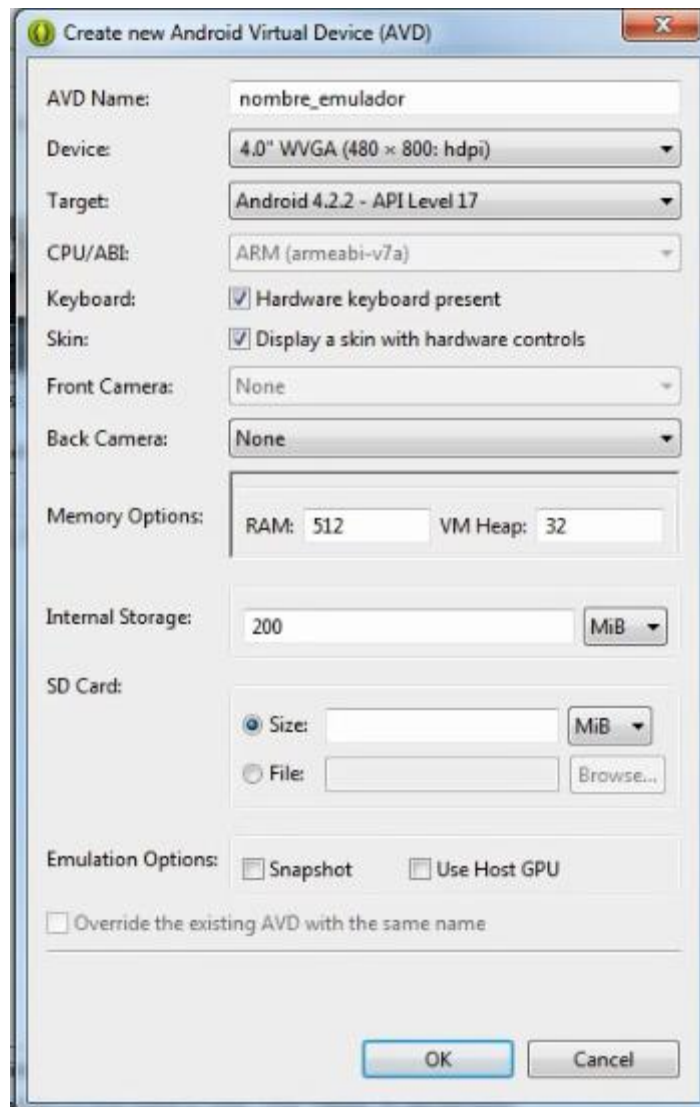 Create new Android Virtual Device (AVD)
AVD Name: nombre_emulador
Device: 4.0" WVGA (480 × 800: hdpi)
Target: Android 4.2.2 - API Level 17
CPU/ABI: ARM (armeabi-v7a)
Keyboard: Hardware keyboard present
Skin: Display a skin with hardware controls
Front Camera: None
Back Camera: None
Memory Options: RAM: 512 VM Heap: 32
Internal Storage: 200 MiB
SD Card:
Size: MiB
File: Browse...
Emulation Options: Snapshot Use Host GPU
Override the existing AVD with the same name
OK Cancel